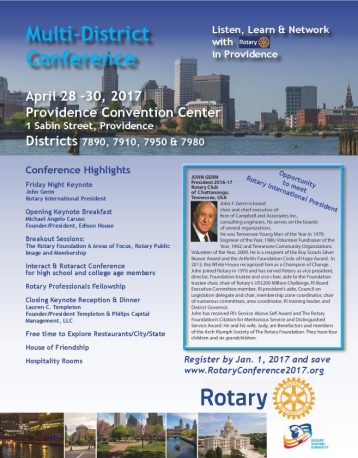 Multi-District
Conference
Listen, Learn & Network
with Rotary
in Providence
April 28 -30, 2017
Providence Convention Center
1 Sabin Street, Providence
Districts 7890, 7910, 7950 & 7980
Conference Highlights
Friday Night Keynote
John Germ
Rotary International President
Opening Keynote Breakfast
Michael Angelo Caruso
Founder/President, Edison House
Breakout Sessions:
The Rotary Foundation 6 Areas of Focus, Rotary Public
Image and Membership
Interact & Rotaract Conference
for high school and college age members
Rotary Professionals Fellowship
Closing Keynote Reception & Dinner
Lauren C. Templeton
Founder/President Templeton & Philips Capital
Management, LLC
Free time to Explore Restaurants/City/State
House of Friendship
Hospitality Rooms
Opportunity
to meet
Rotary International President
JOHN GERM
President 2016-17
Rotary Club
of Chattanooga,
Tennessee, USA
John F. Germ is board
chair and chief executive of
Campbell and Associates Inc.,
consulting engineers. He serves on the boards
of several organizations.
He was Tennessee Young Man of the Year in 1970;
Engineer of the Year, 1986; Volunteer Fundraiser of the
Year, 1992; and Tennessee Community Organizations
Volunteer of the Year, 2009. He is a recipient of the Boy Scouts Silver
Beaver Award and the Arthritis Foundation Circle of Hope Award. In
2013, the White House recognized him as a Champion of Change.
John joined Rotary in 1976 and has served Rotary as vice president,
director, Foundation trustee and vice chair, aide to the Foundation
trustee chair, chair of Rotary's US$200 Million Challenge, RI Board
Executive Committee member, RI president's aide, Council on
Legislation delegate and chair, membership zone coordinator, chair
of numerous committees, area coordinator, RI training leader, and
District Governor.
John has received RI's Service Above Self Award and The Rotary
Foundation's Citation for Meritorious Service and Distinguished
Service Award. He and his wife, Judy, are Benefactors and members
of the Arch Klumph Society of The Rotary Foundation. They have four
children and six grandchildren.
Register by Jan. 1, 2017 and save
www.RotaryConference2017.org
Rotary
ROTARY
SERVING
HUMANITY